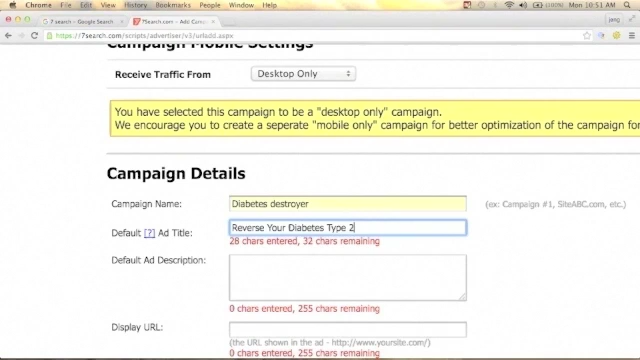 Chrome File Edit View History Bookmarks Window Help
(100%) Mon 10:51 AM
7 search – Google Search
7Search.com – Add Cam
jang
https://7search.com/scripts/advertiser/v3/urladd.aspx
Campaign Mobile Settings
Receive Traffic From
Desktop Only
You have selected this campaign to be a "desktop only" campaign.
We encourage you to create a seperate "mobile only" campaign for better optimization of the campaign for
Campaign Details
Campaign Name:
Diabetes destroyer
(ex: Campaign #1, SiteABC.com, etc.)
Default [?] Ad Title:
Reverse Your Diabetes Type 2
28 chars entered, 32 chars remaining
Default Ad Description:
0 chars entered, 255 chars remaining
Display URL:
(the URL shown in the ad - http://www.yoursite.com/)
0 chars entered, 255 chars remaining